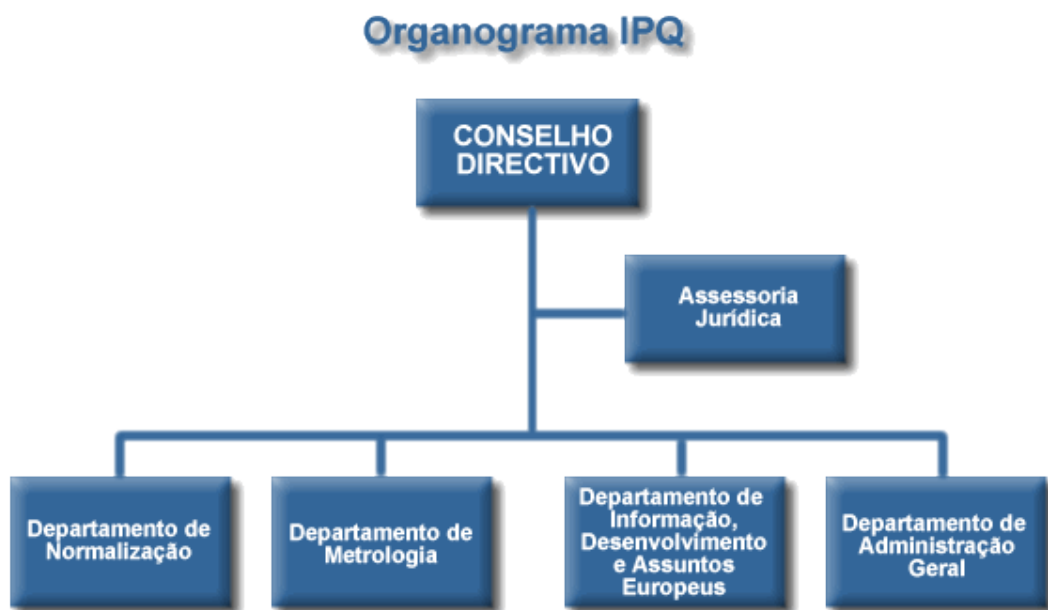 Organograma IPQ
CONSELHO
DIRECTIVO
Assessoria
Jurídica
Departamento de
Normalização
Departamento de
Metrologia
Departamento de
Informação,
Desenvolvimento
e Assuntos
Europeus
Departamento de
Administração
Geral